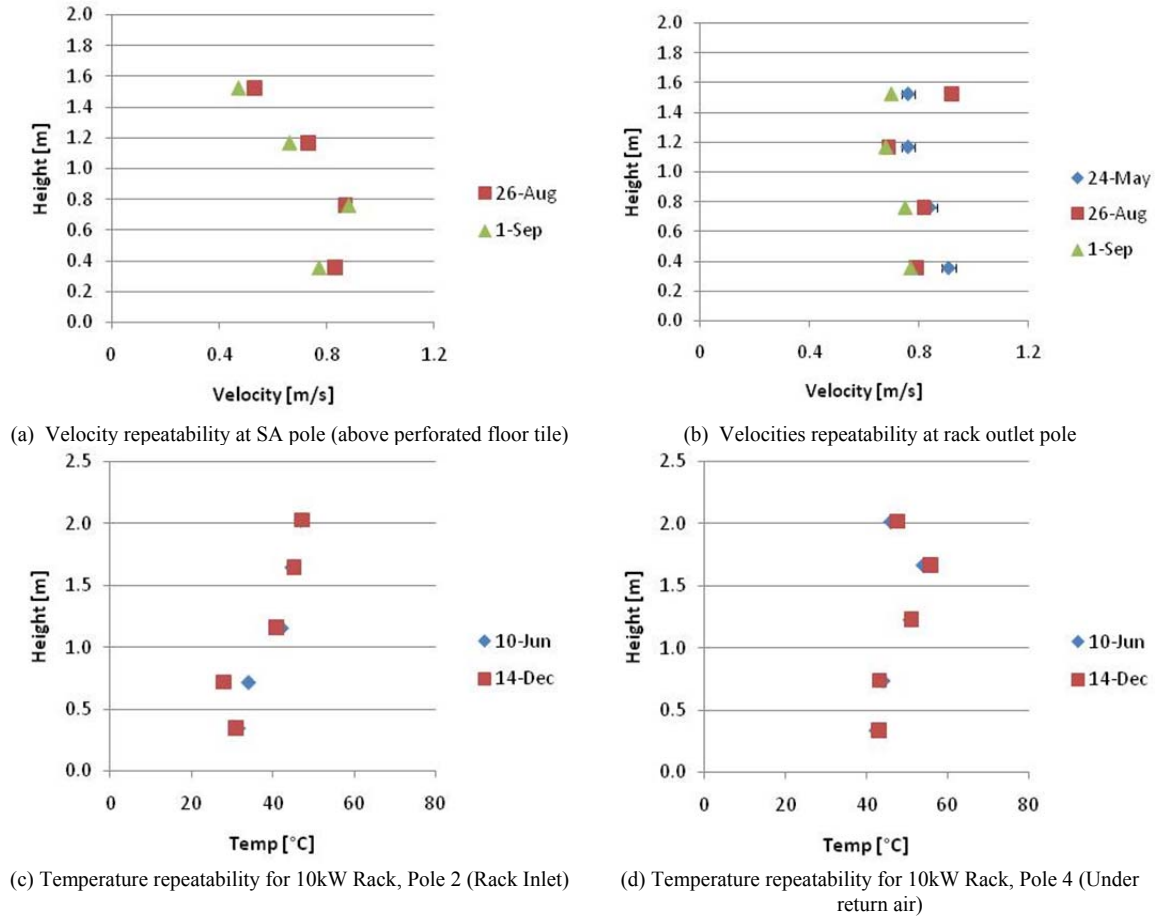 2.0
1.8
1.6
1.4
1.2
1.0
0.8
0.6
0.4
0.2
0.0
Height [m]
0 0.4 0.8 1.2
Velocity [m/s]
26-Aug
1-Sep
(a) Velocity repeatability at SA pole (above perforated floor tile)
2.0
1.8
1.6
1.4
1.2
1.0
0.8
0.6
0.4
0.2
0.0
Height [m]
0 0.4 0.8 1.2
Velocity [m/s]
24-May
26-Aug
1-Sep
(b) Velocities repeatability at rack outlet pole
2.5
2.0
1.5
1.0
0.5
0.0
Height [m]
0 20 40 60 80
Temp [°C]
10-Jun
14-Dec
(c) Temperature repeatability for 10kW Rack, Pole 2 (Rack Inlet)
2.5
2.0
1.5
1.0
0.5
0.0
Height [m]
0 20 40 60 80
Temp [°C]
10-Jun
14-Dec
(d) Temperature repeatability for 10kW Rack, Pole 4 (Under
return air)